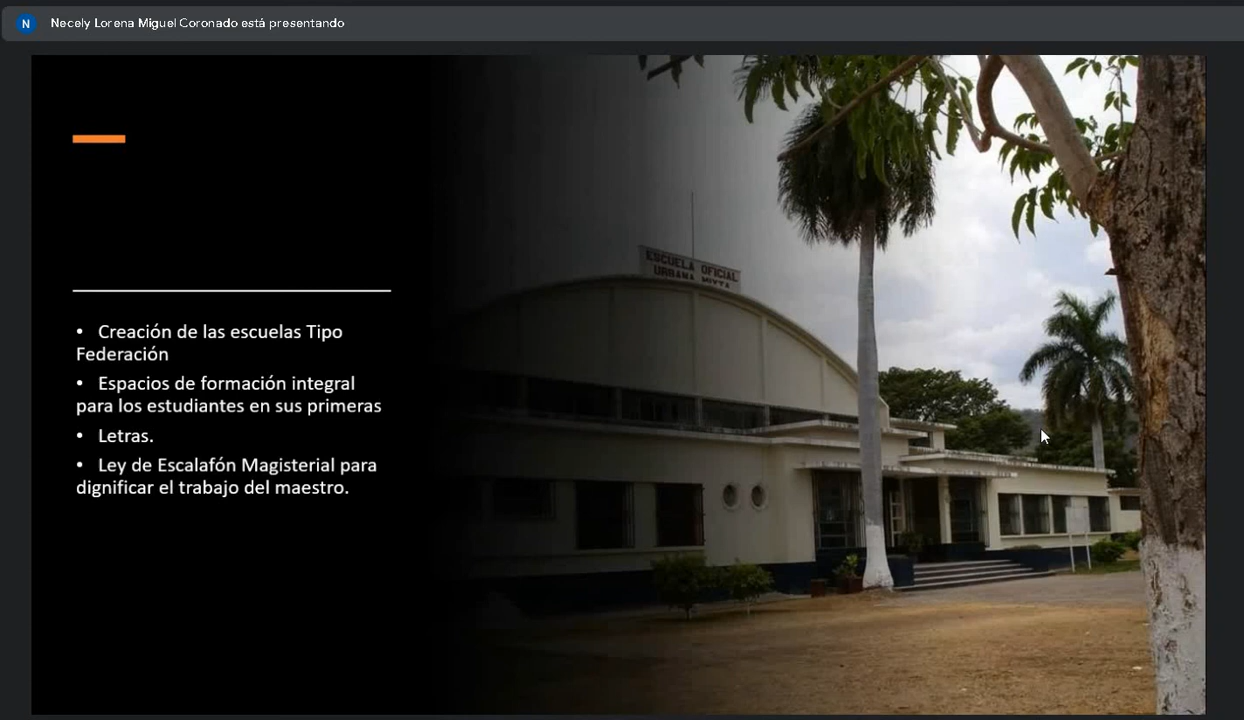 N
Necely Lorena Miguel Coronado está presentando
ESCUELA OFICIAL
URBANA MIXTA
• Creación de las escuelas Tipo
Federación
• Espacios de formación integral
para los estudiantes en sus primeras
• Letras.
• Ley de Escalafón Magisterial para
dignificar el trabajo del maestro.